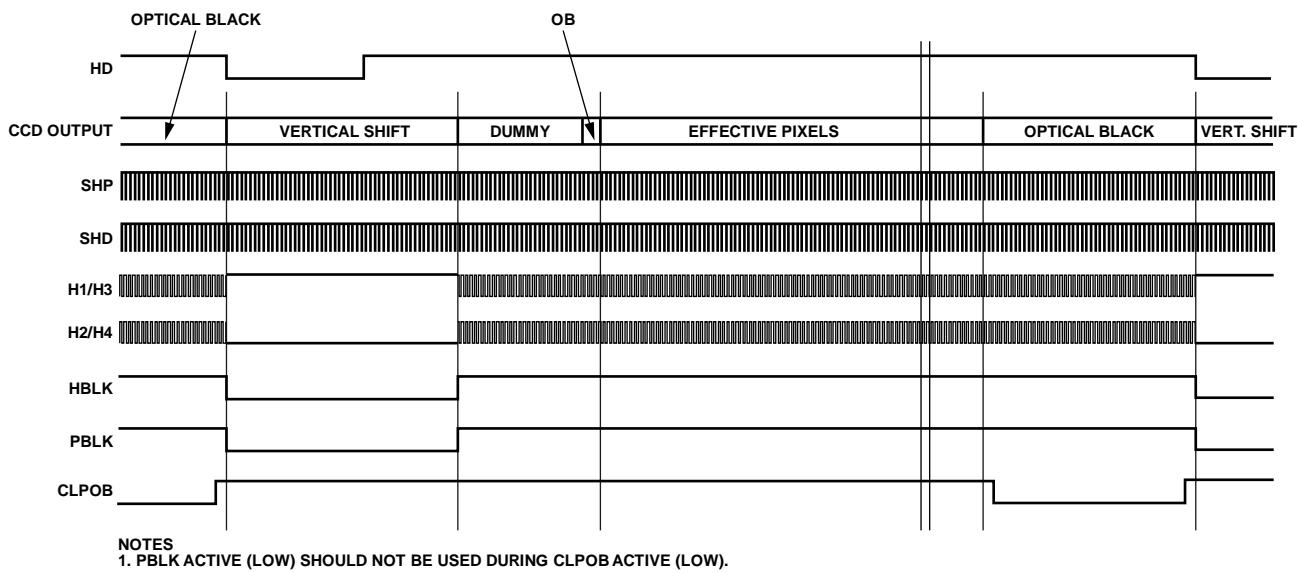 OPTICAL BLACK OB
HD
CCD OUTPUT VERTICAL SHIFT DUMMY EFFECTIVE PIXELS OPTICAL BLACK VERT. SHIFT
SHP
SHD
H1/H3
H2/H4
HBLK
PBLK
CLPOB
NOTES
1. PBLK ACTIVE (LOW) SHOULD NOT BE USED DURING CLPOB ACTIVE (LOW).